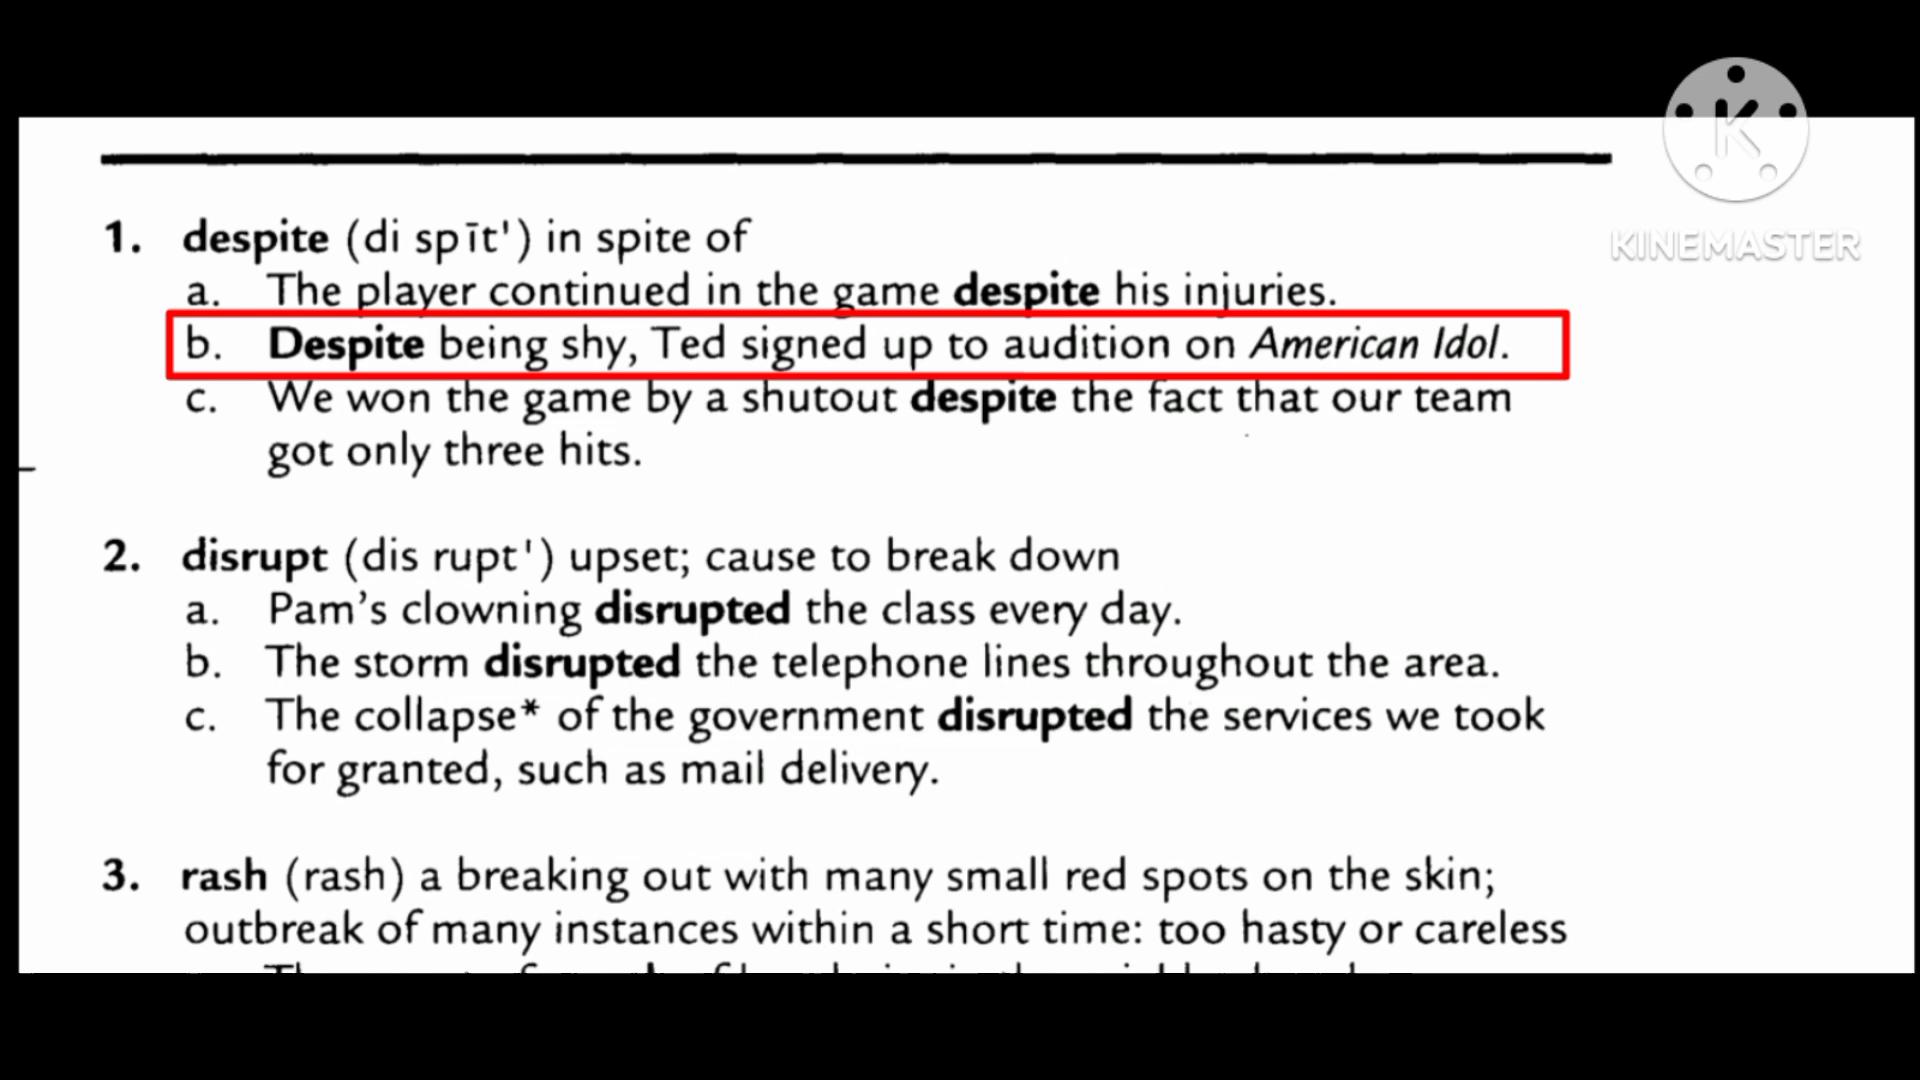 KINEMASTER
1. despite (di spīt') in spite of
a. The player continued in the game despite his injuries.
b. Despite being shy, Ted signed up to audition on American Idol.
c. We won the game by a shutout despite the fact that our team
got only three hits.
2. disrupt (dis rupt') upset; cause to break down
a. Pam’s clowning disrupted the class every day.
b. The storm disrupted the telephone lines throughout the area.
c. The collapse* of the government disrupted the services we took
for granted, such as mail delivery.
3. rash (rash) a breaking out with many small red spots on the skin;
outbreak of many instances within a short time: too hasty or careless